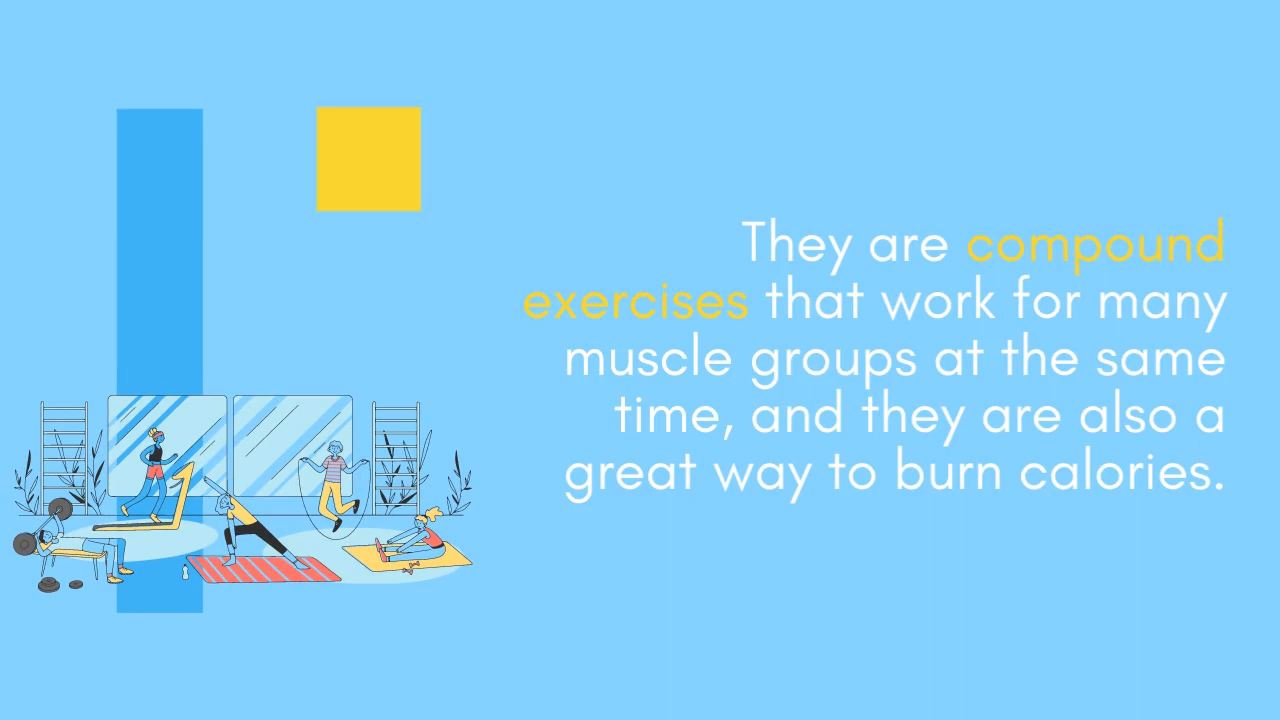 They are compound
exercises that work for many
muscle groups at the same
time, and they are also a
great way to burn calories.